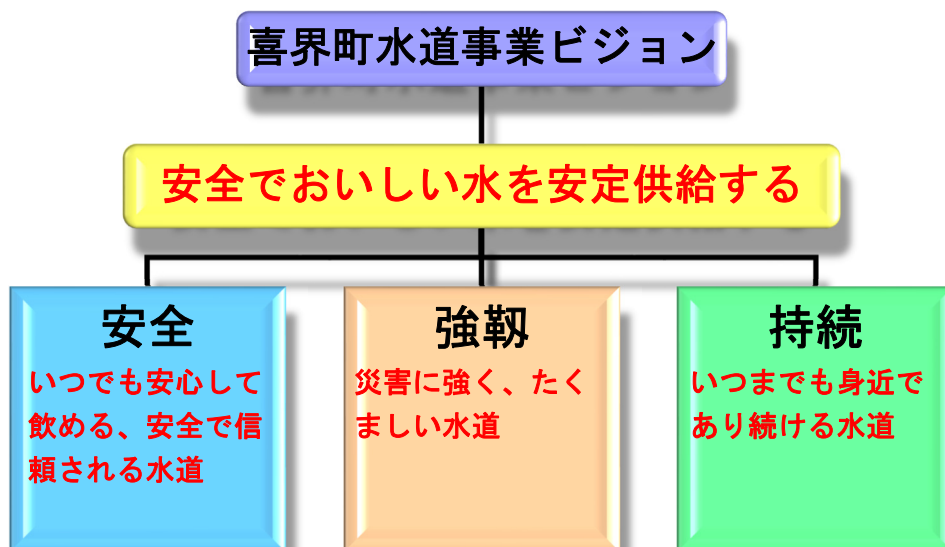 喜界町水道事業ビジョン
安全でおいしい水を安定供給する
安全
いつでも安心して
飲める、安全で信
頼される水道
強靱
災害に強く、たく
ましい水道
持続
いつまでも身近で
あり続ける水道